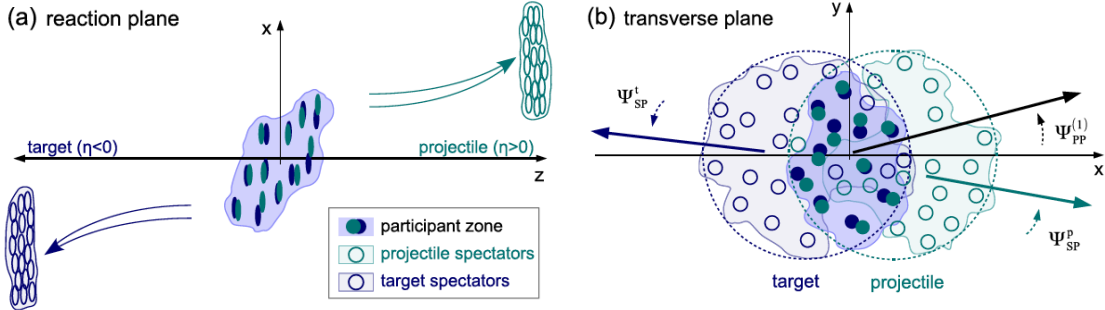 (a) reaction plane
x
target (η<0)
projectile (η>0)
z
participant zone
projectile spectators
target spectators
(b) transverse plane
y
Ψ^t_SP
Ψ^(1)_PP
x
Ψ^p_SP
target
projectile